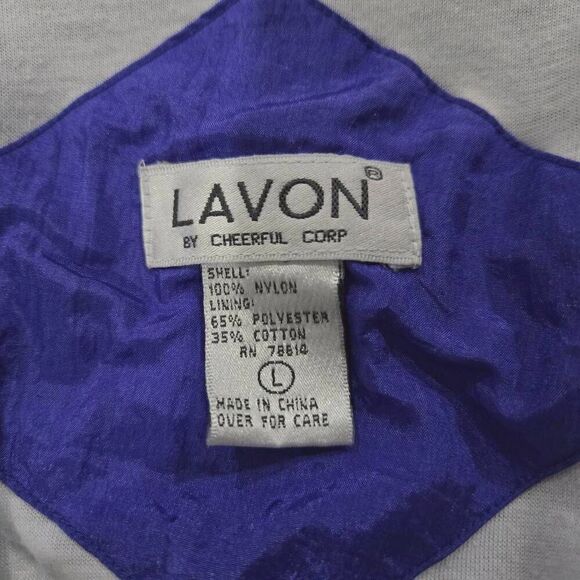 LAVON®
BY CHEERFUL CORP
SHELL:
100% NYLON
LINING:
65% POLYESTER
35% COTTON
RN 78614
L
MADE IN CHINA
OVER FOR CARE